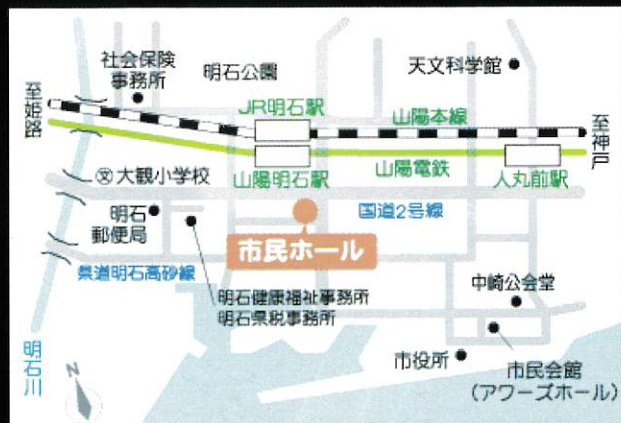 社会保険
事務所
明石公園
天文科学館
至姫路
JR明石駅
山陽本線
至神戸
山陽明石駅
山陽電鉄
人丸前駅
文 大観小学校
明石
郵便局
国道2号線
市民ホール
県道明石高砂線
明石健康福祉事務所
明石県税事務所
中崎公会堂
明石川
N
市役所
市民会館
(アワーズホール)